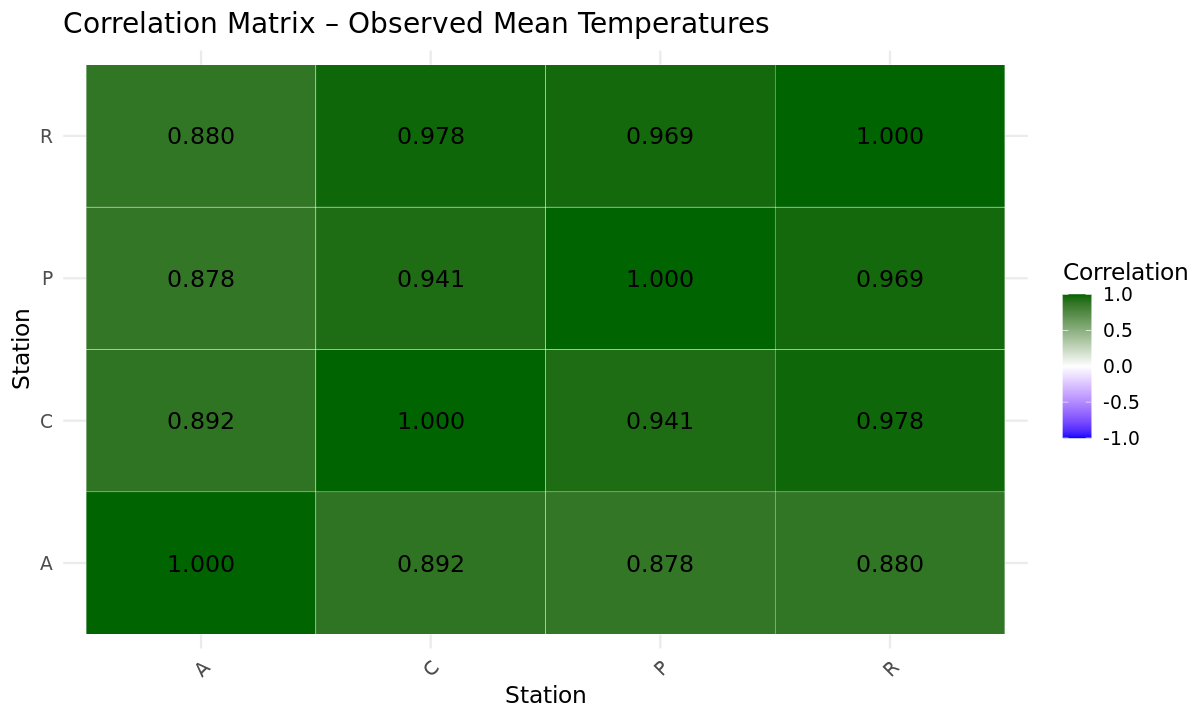 Correlation Matrix – Observed Mean Temperatures
Station
R 0.880 0.978 0.969 1.000
P 0.878 0.941 1.000 0.969
C 0.892 1.000 0.941 0.978
A 1.000 0.892 0.878 0.880
A C P R
Station
Correlation
1.0
0.5
0.0
-0.5
-1.0